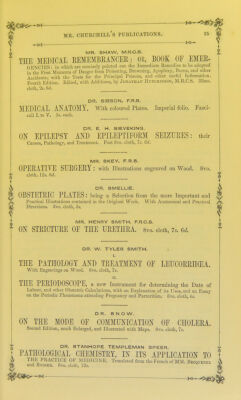 MR. CHURCHILL'S PUBLICATIONS. 25
MR. SHAW, M.R.C.S.
THE MEDICAL REMEMBRANCER; OR, BOOK OF EMER-
GENCIES: in which are concisely pointed out the Immediate Remedies to be adopted
in the First Moments of Danger from Poisoning, Drowning, Apoplexy, Burns, and other
Accidents; with the Tests for the Principal Poisons, and other useful Information.
Fourth Edition. Edited, with Additions, by JONATHAN HUTCHINSON, M.R.C.S. 32mo.
cloth, 2s. 6d.
DR. SIBSON, F.R.S.
MEDICAL ANATOMY. With coloured Plates. Imperial folio. Fasci-
culi I. to V. 5s. each.
DR. E. H. SIEVEKING.
ON EPILEPSY AND EPILEPTIFORM SEIZURES: their
Causes, Pathology, and Treatment. Post 8vo. cloth, 7s. 6d.
MR. SKEY, F.R.S.
OPERATIVE SURGERY: with Illustrations engraved on Wood. 8vo.
cloth, 12s. 6d.
DR. SMELLIE.
OBSTETRIC PLATES: being a Selection from the more Important and
Practical Illustrations contained in the Original Work. With Anatomical and Practical
Directions. 8vo. cloth, 5s.
MR. HENRY SMITH, F.R.C.S.
ON STRICTURE OF THE URETHRA. 8vo. cloth, 7s. 6d.
DR. W. TYLER SMITH.
I.
THE PATHOLOGY AND TREATMENT OF LEUCORRHŒA.
With Engravings on Wood. 8vo. cloth, 7s.
II.
THE PERIODOSCOPE, a new Instrument for determining the Date of
Labour, and other Obstetric Calculations, with an Explanation of its Uses, and an Essay
on the Periodic Phenomena attending Pregnancy and Parturition. 8vo. cloth, 4s.
DR. SNOW.
ON THE MODE OF COMMUNICATION OF CHOLERA.
Second Edition, much Enlarged, and Illustrated with Maps. 8vo. cloth, 7s.
DR. STANHOPE TEMPLEMAN SPEER.
PATHOLOGICAL CHEMISTRY, IN ITS APPLICATION TO
THE PRACTICE OF MEDICINE. Translated from the French of MM. BECQUEREL
and RODIER. 8vo. cloth, 12s.